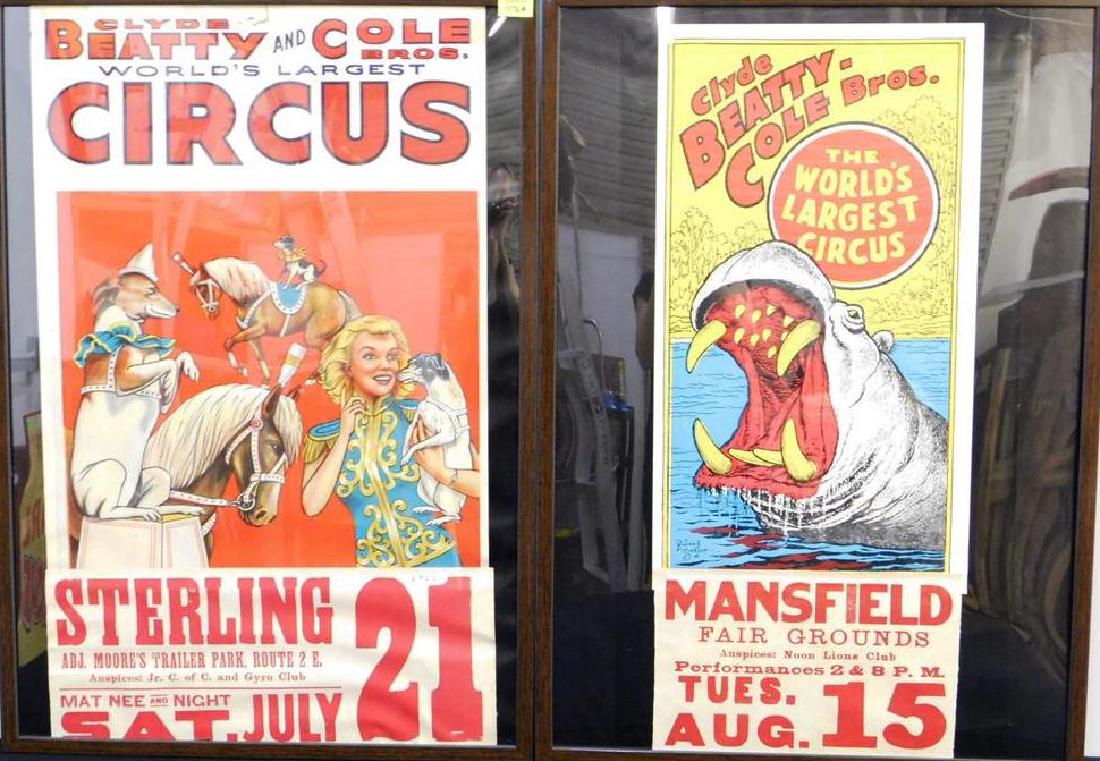 CLYDE
BEATTY AND COLE
BROS.
WORLD'S LARGEST
CIRCUS
STERLING
ADJ. MOORE'S TRAILER PARK, ROUTE 2 E.
Auspices: Jr. C. of C. and Gyro Club
MAT NEE AND NIGHT
SAT. JULY 21
Clyde
BEATTY-
COLE Bros.
THE
WORLD'S
LARGEST
CIRCUS
MANSFIELD
FAIR GROUNDS
Auspices: Noon Lions Club
Performances 2 & 8 P. M.
TUES.
AUG. 15